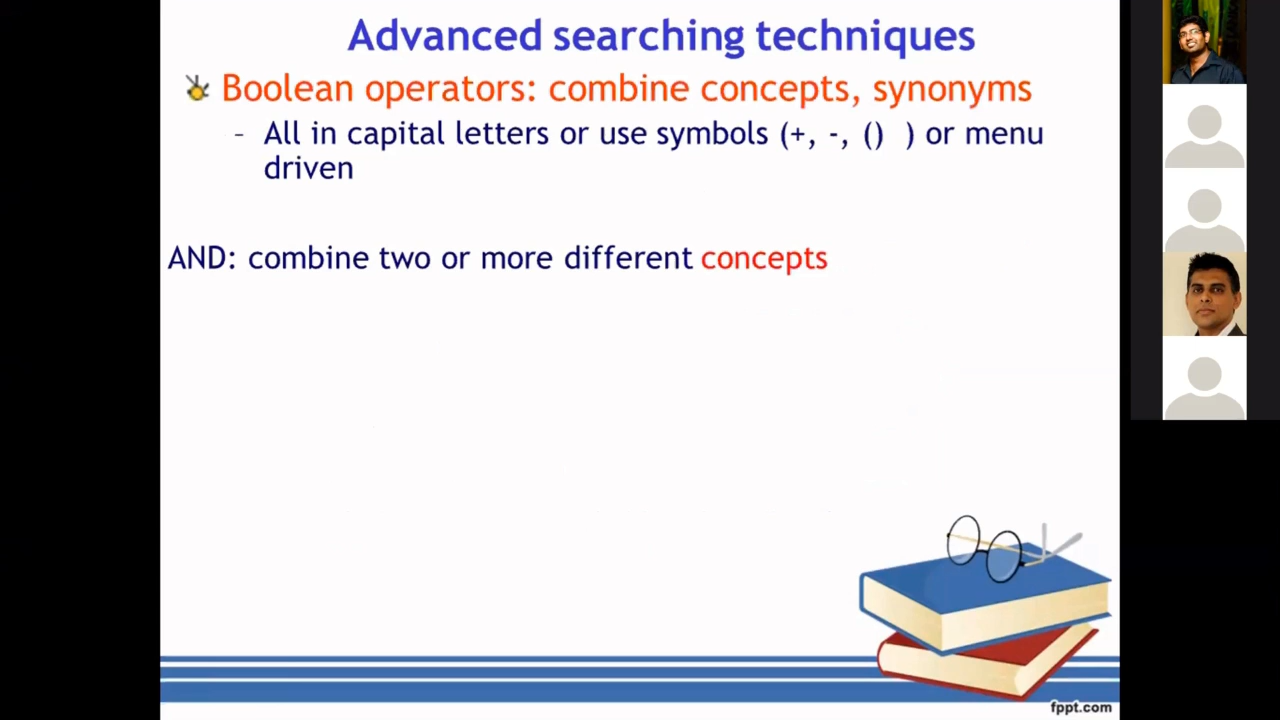 Advanced searching techniques
Boolean operators: combine concepts, synonyms
– All in capital letters or use symbols (+, -, () ) or menu
driven
AND: combine two or more different concepts
fppt.com